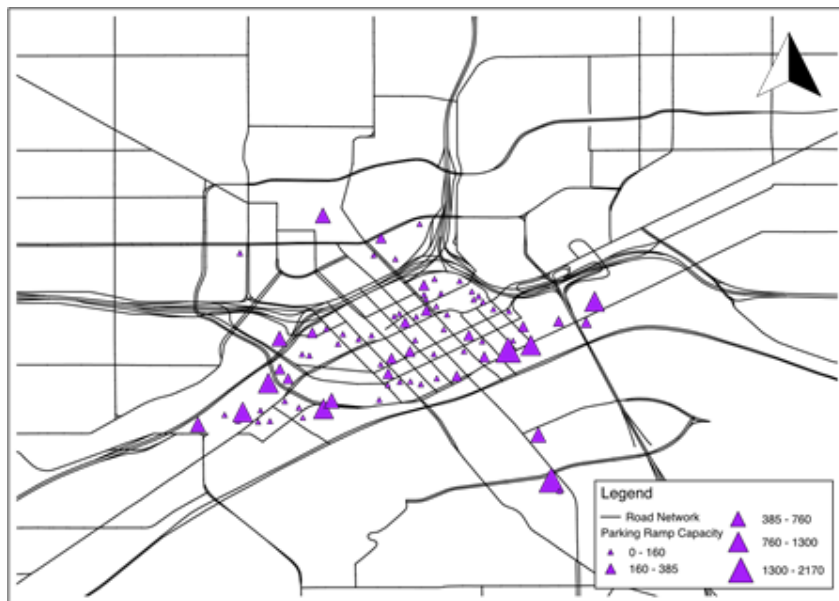 Legend
Road Network
Parking Ramp Capacity
0 - 160
160 - 385
385 - 760
760 - 1300
1300 - 2170